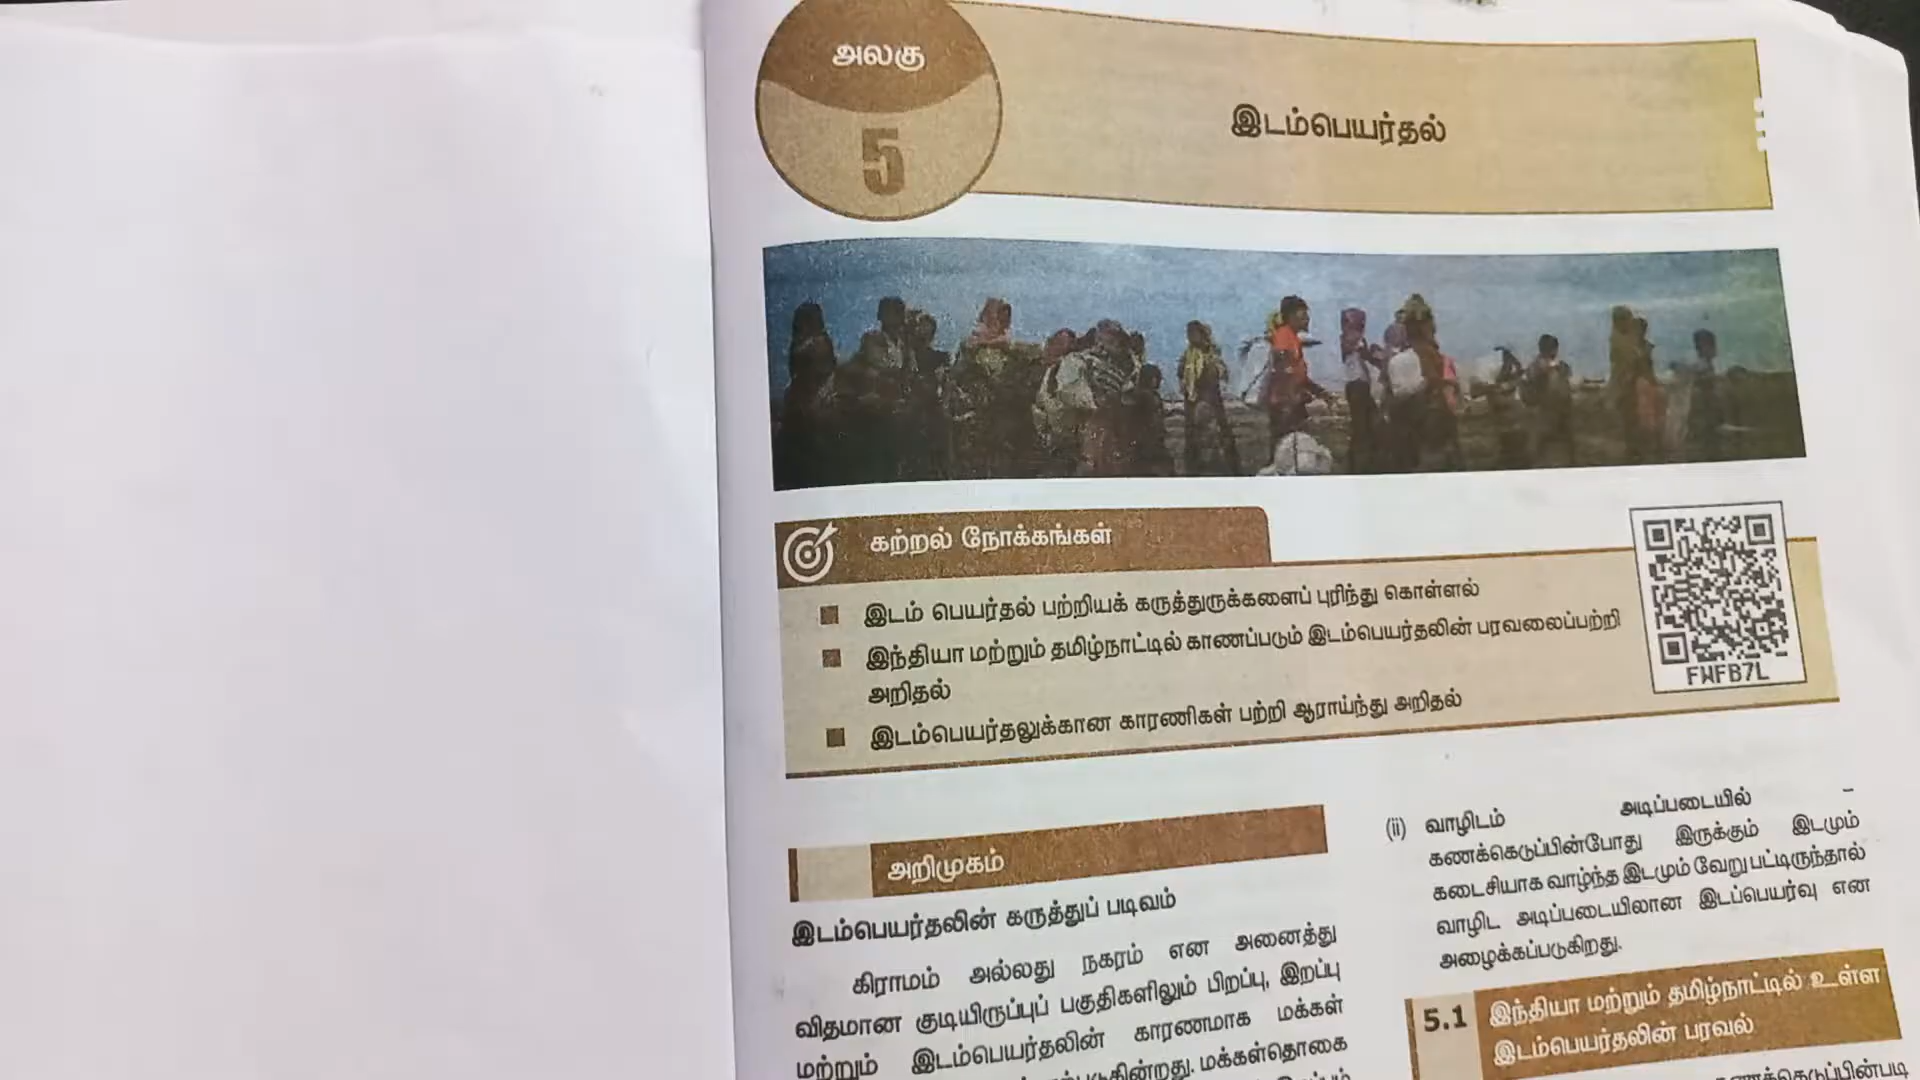 அலகு
5
இடம்பெயர்தல்
கற்றல் நோக்கங்கள்
இடம் பெயர்தல் பற்றியக் கருத்துருக்களைப் புரிந்து கொள்ளல்
இந்தியா மற்றும் தமிழ்நாட்டில் காணப்படும் இடம்பெயர்தலின் பரவலைப்பற்றி
அறிதல்
இடம்பெயர்தலுக்கான காரணிகள் பற்றி ஆராய்ந்து அறிதல்
FWFB7L
அறிமுகம்
இடம்பெயர்தலின் கருத்துப் படிவம்
கிராமம் அல்லது நகரம் என அனைத்து
விதமான குடியிருப்புப் பகுதிகளிலும் பிறப்பு, இறப்பு
மற்றும் இடம்பெயர்தலின் காரணமாக மக்கள்
மக்கள்தொகை
(ii) வாழிடம் அடிப்படையில் –
கணக்கெடுப்பின்போது இருக்கும் இடமும்
கடைசியாக வாழ்ந்த இடமும் வேறு பட்டிருந்தால்
வாழிட அடிப்படையிலான இடப்பெயர்வு என
அழைக்கப்படுகிறது.
5.1 இந்தியா மற்றும் தமிழ்நாட்டில் உள்ள
இடம்பெயர்தலின் பரவல்